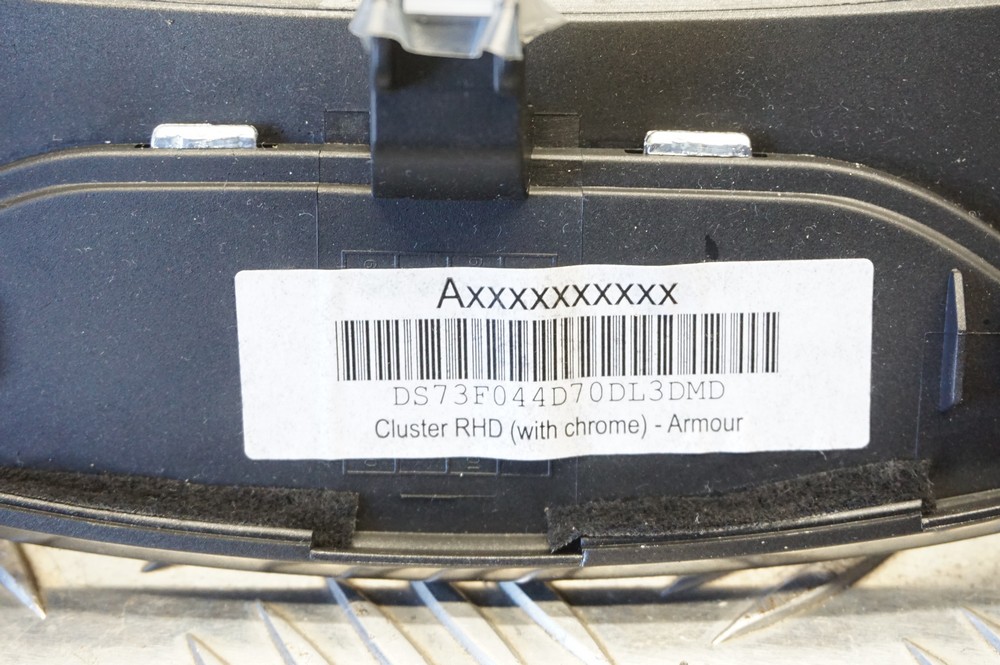 Axxxxxxxxxx
DS73F044D70DL3DMD
Cluster RHD (with chrome) - Armour